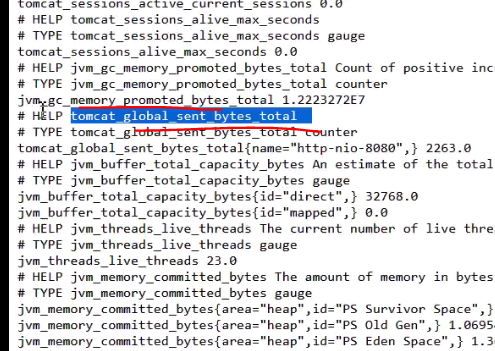 tomcat_sessions_active_current_sessions 0.0
# HELP tomcat_sessions_alive_max_seconds
# TYPE tomcat_sessions_alive_max_seconds gauge
tomcat_sessions_alive_max_seconds 0.0
# HELP jvm_gc_memory_promoted_bytes_total Count of positive inc
# TYPE jvm_gc_memory_promoted_bytes_total counter
jvm_gc_memory_promoted_bytes_total 1.2223272E7
# HELP tomcat_global_sent_bytes_total
# TYPE tomcat_global_sent_bytes_total counter
tomcat_global_sent_bytes_total{name="http-nio-8080",} 2263.0
# HELP jvm_buffer_total_capacity_bytes An estimate of the total
# TYPE jvm_buffer_total_capacity_bytes gauge
jvm_buffer_total_capacity_bytes{id="direct",} 32768.0
jvm_buffer_total_capacity_bytes{id="mapped",} 0.0
# HELP jvm_threads_live_threads The current number of live thre
# TYPE jvm_threads_live_threads gauge
jvm_threads_live_threads 23.0
# HELP jvm_memory_committed_bytes The amount of memory in bytes
# TYPE jvm_memory_committed_bytes gauge
jvm_memory_committed_bytes{area="heap",id="PS Survivor Space",}
jvm_memory_committed_bytes{area="heap",id="PS Old Gen",} 1.0695
jvm_memory_committed_bytes{area="heap",id="PS Eden Space",} 1.3